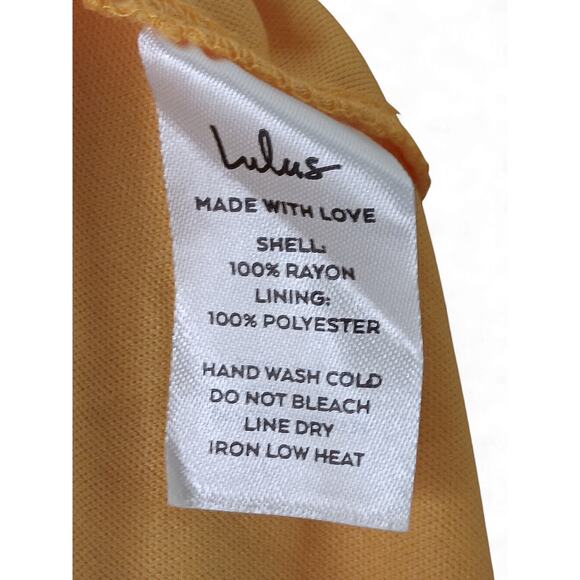 Lulus
MADE WITH LOVE
SHELL:
100% RAYON
LINING:
100% POLYESTER
HAND WASH COLD
DO NOT BLEACH
LINE DRY
IRON LOW HEAT